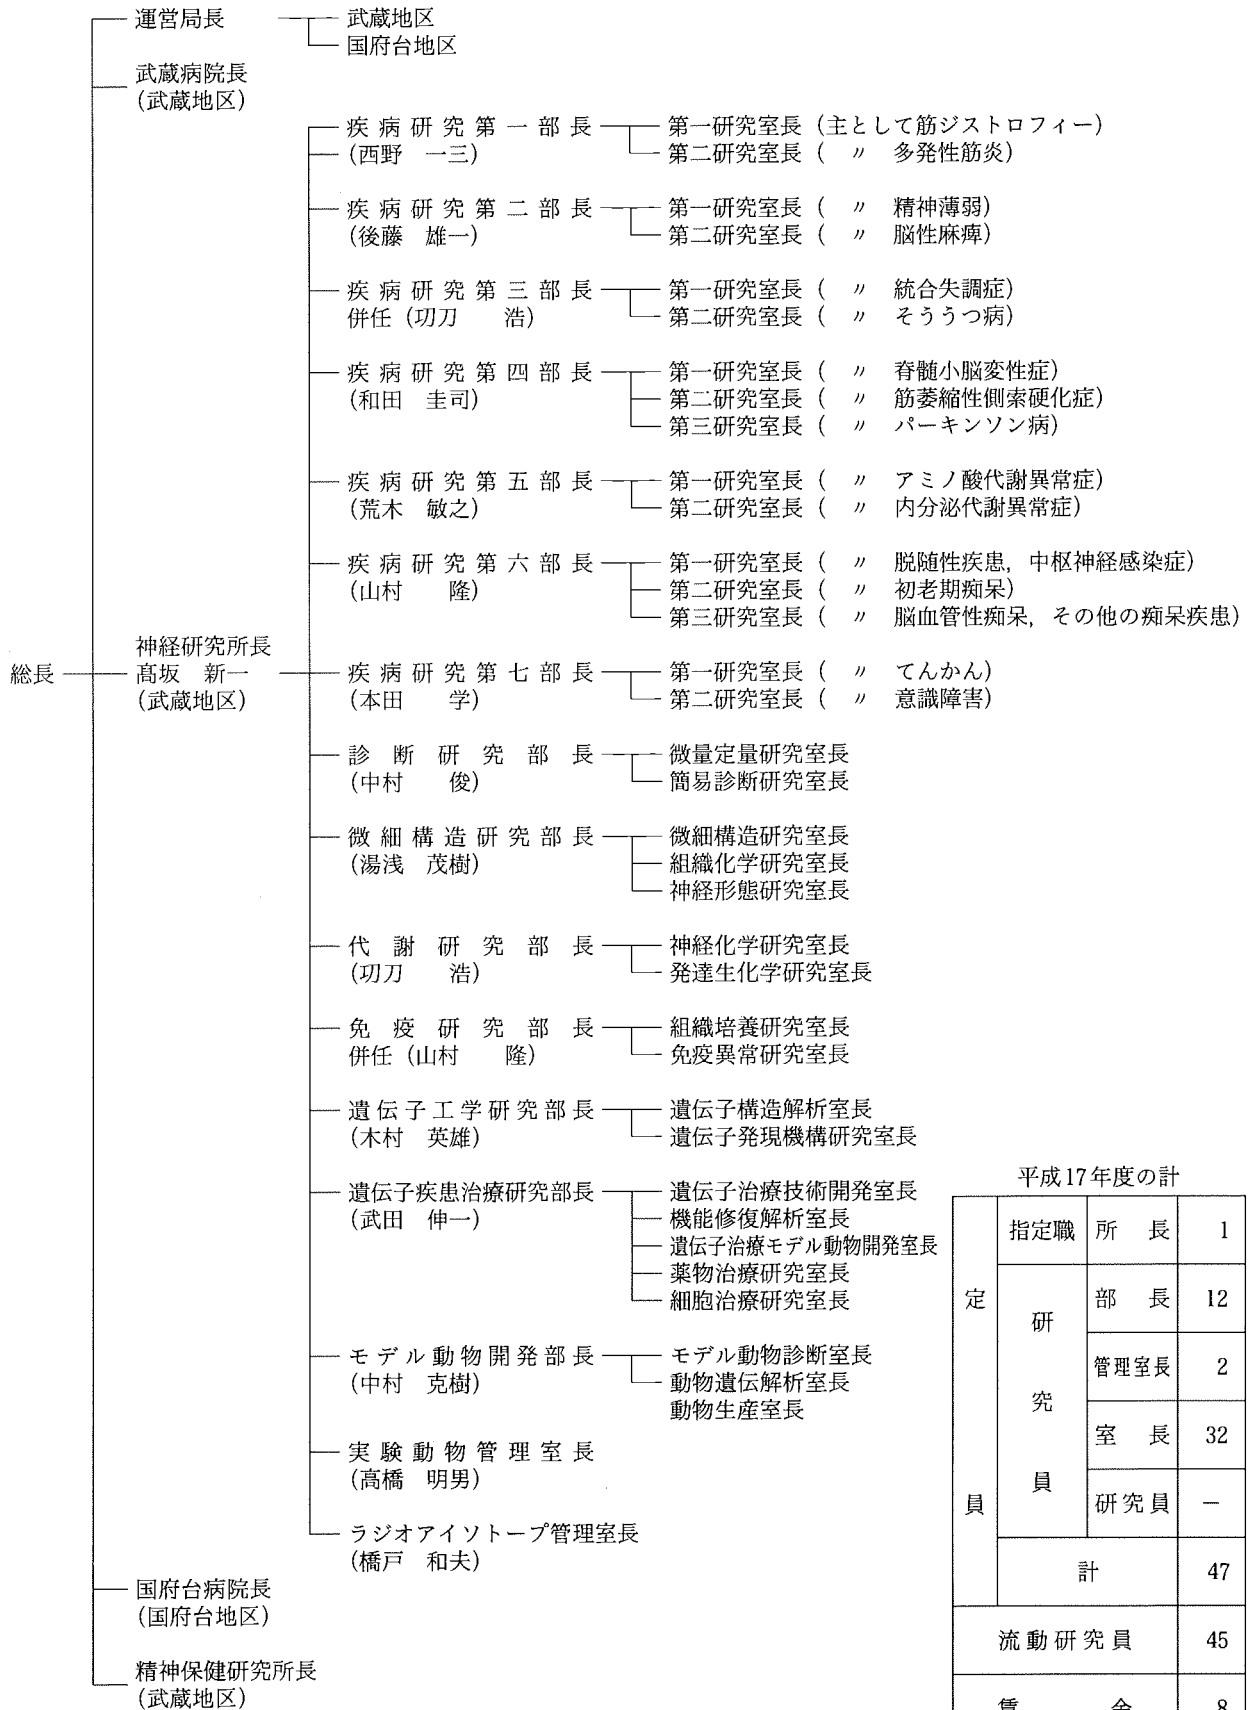 運営局長 武蔵地区
国府台地区
武蔵病院長
(武蔵地区)
疾病研究第一部長 第一研究室長 (主として筋ジストロフィー)
(西野 一三) 第二研究室長 ( 〃 多発性筋炎)
疾病研究第二部長 第一研究室長 ( 〃 精神薄弱)
(後藤 雄一) 第二研究室長 ( 〃 脳性麻痺)
疾病研究第三部長 第一研究室長 ( 〃 統合失調症)
併任 (功刀 浩) 第二研究室長 ( 〃 そううつ病)
疾病研究第四部長 第一研究室長 ( 〃 脊髄小脳変性症)
(和田 圭司) 第二研究室長 ( 〃 筋萎縮性側索硬化症)
第三研究室長 ( 〃 パーキンソン病)
疾病研究第五部長 第一研究室長 ( 〃 アミノ酸代謝異常症)
(荒木 敏之) 第二研究室長 ( 〃 内分泌代謝異常症)
疾病研究第六部長 第一研究室長 ( 〃 脱随性疾患, 中枢神経感染症)
(山村 隆) 第二研究室長 ( 〃 初老期痴呆)
第三研究室長 ( 〃 脳血管性痴呆, その他の痴呆疾患)
神経研究所長
総長 髙坂 新一 疾病研究第七部長 第一研究室長 ( 〃 てんかん)
(武蔵地区) (本田 学) 第二研究室長 ( 〃 意識障害)
診断研究部長 微量定量研究室長
(中村 俊) 簡易診断研究室長
微細構造研究部長 微細構造研究室長
(湯浅 茂樹) 組織化学研究室長
神経形態研究室長
代謝研究部長 神経化学研究室長
(功刀 浩) 発達生化学研究室長
免疫研究部長 組織培養研究室長
併任 (山村 隆) 免疫異常研究室長
遺伝子工学研究部長 遺伝子構造解析室長
(木村 英雄) 遺伝子発現機構研究室長
遺伝子疾患治療研究部長 遺伝子治療技術開発室長
(武田 伸一) 機能修復解析室長
遺伝子治療モデル動物開発室長
薬物治療研究室長
細胞治療研究室長
モデル動物開発部長 モデル動物診断室長
(中村 克樹) 動物遺伝解析室長
動物生産室長
実験動物管理室長
(高橋 明男)
ラジオアイソトープ管理室長
(橋戸 和夫)
国府台病院長
(国府台地区)
精神保健研究所長
(武蔵地区)
平成17年度の計
定員 指定職 所長 1
研究員 部長 12
管理室長 2
室長 32
研究員 −
計 47
流動研究員 45
賃金 8